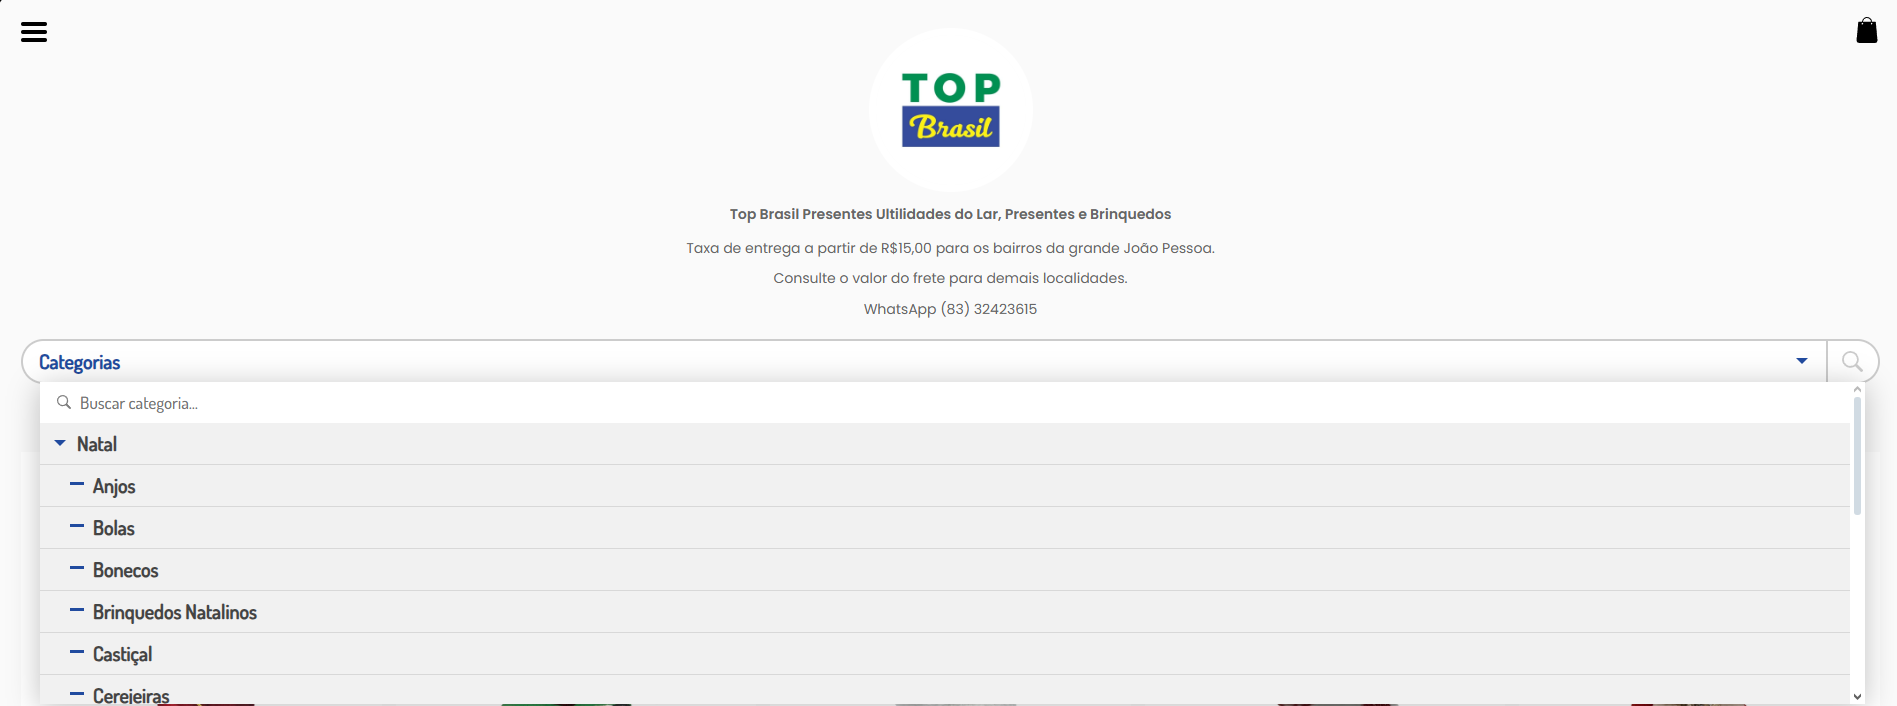 TOP
Brasil
Top Brasil Presentes Ultilidades do Lar, Presentes e Brinquedos
Taxa de entrega a partir de R$15,00 para os bairros da grande João Pessoa.
Consulte o valor do frete para demais localidades.
WhatsApp (83) 32423615
Categorias
Buscar categoria...
Natal
Anjos
Bolas
Bonecos
Brinquedos Natalinos
Castiçal
Cerejeiras